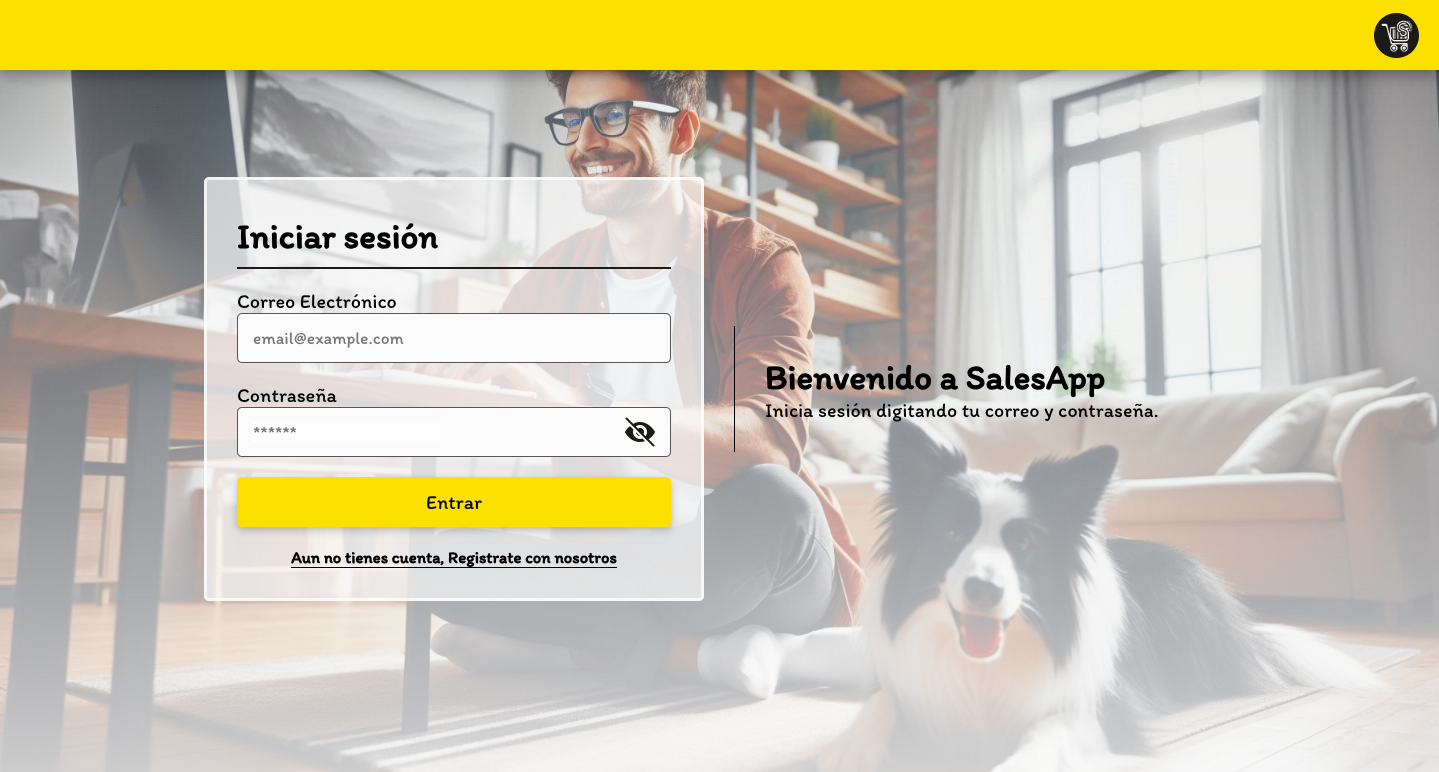 Iniciar sesión
Correo Electrónico
email@example.com
Contraseña
******
Entrar
Aun no tienes cuenta, Registrate con nosotros
Bienvenido a SalesApp
Inicia sesión digitando tu correo y contraseña.